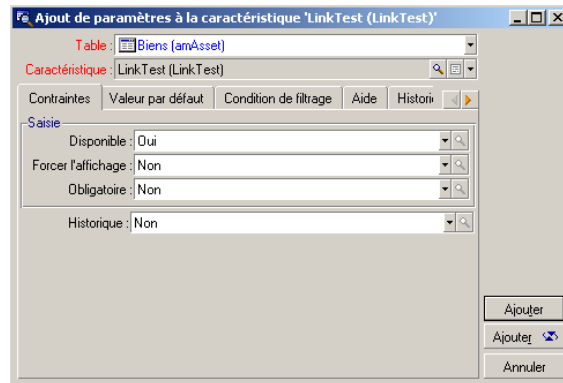 Ajout de paramètres à la caractéristique 'LinkTest (LinkTest)'
Table : Biens (amAsset)
Caractéristique : LinkTest (LinkTest)
Contraintes Valeur par défaut Condition de filtrage Aide Histori
Saisie
Disponible : Oui
Forcer l'affichage : Non
Obligatoire : Non
Historique : Non
Ajouter
Ajouter
Annuler